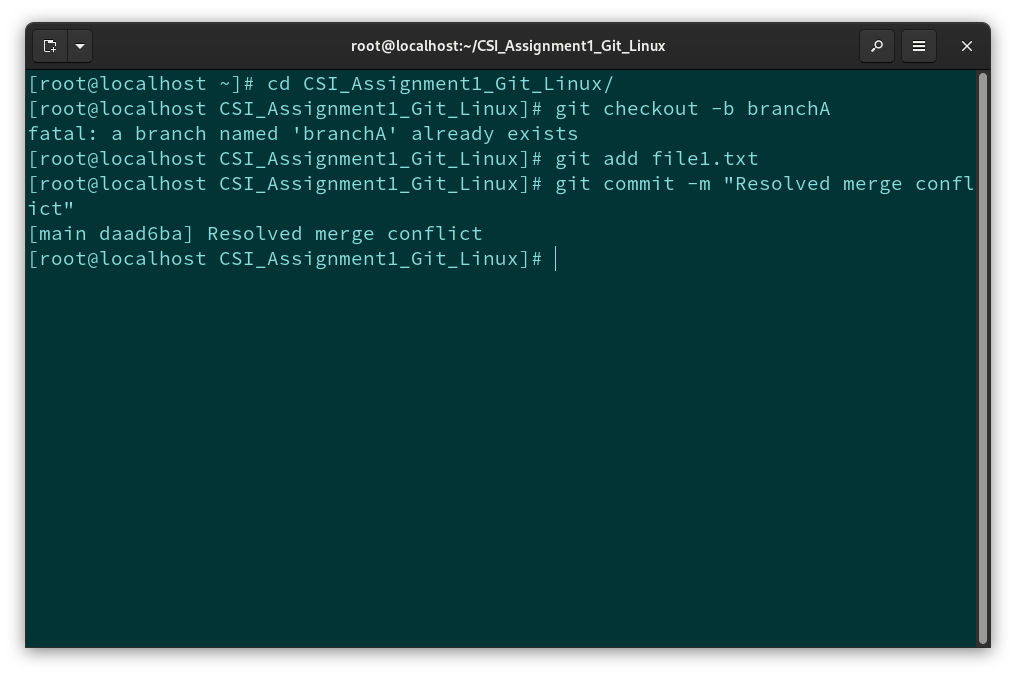 root@localhost:~/CSI_Assignment1_Git_Linux
[root@localhost ~]# cd CSI_Assignment1_Git_Linux/
[root@localhost CSI_Assignment1_Git_Linux]# git checkout -b branchA
fatal: a branch named 'branchA' already exists
[root@localhost CSI_Assignment1_Git_Linux]# git add file1.txt
[root@localhost CSI_Assignment1_Git_Linux]# git commit -m "Resolved merge confl
ict"
[main daad6ba] Resolved merge conflict
[root@localhost CSI_Assignment1_Git_Linux]#